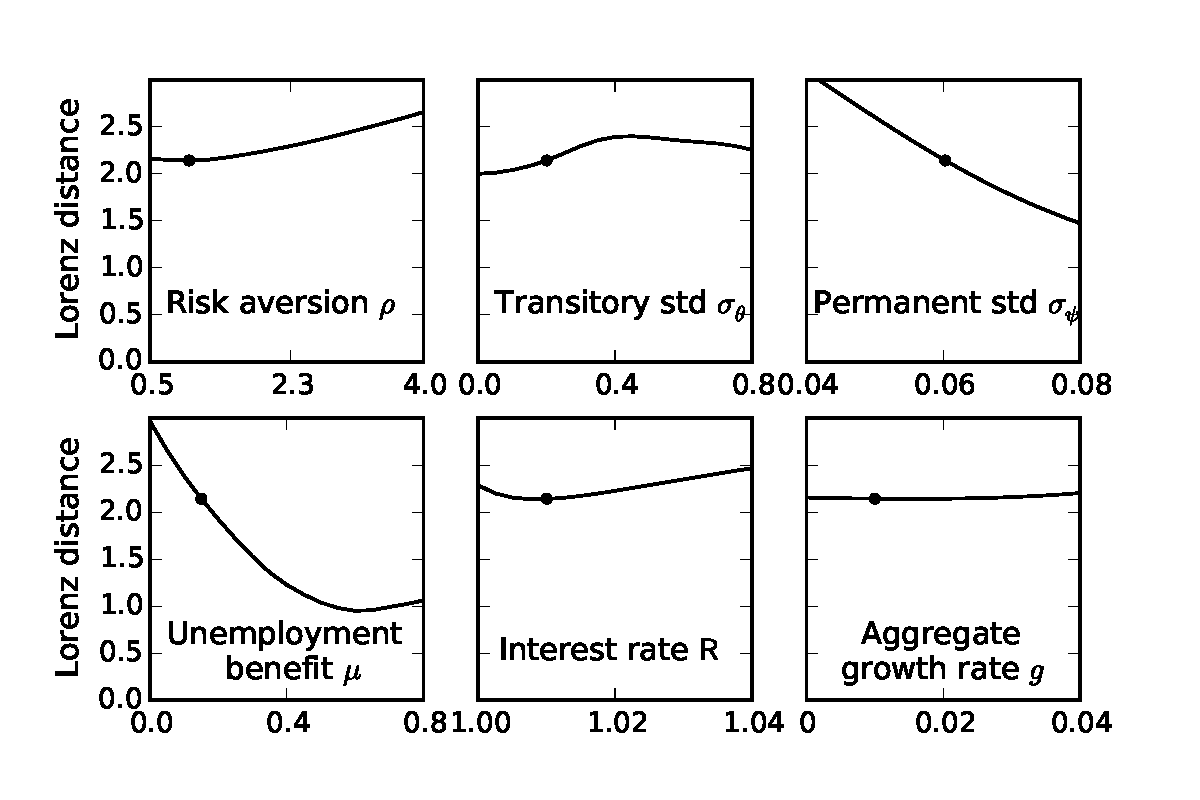 Lorenz distance
2.5
2.0
1.5
1.0
0.5
0.0
Risk aversion ρ
0.5 2.3 4.0
Transitory std σθ
0.0 0.4 0.8
Permanent std σψ
0.04 0.06 0.08
Lorenz distance
2.5
2.0
1.5
1.0
0.5
0.0
Unemployment
benefit μ
0.0 0.4 0.8
Interest rate R
1.00 1.02 1.04
Aggregate
growth rate g
0 0.02 0.04